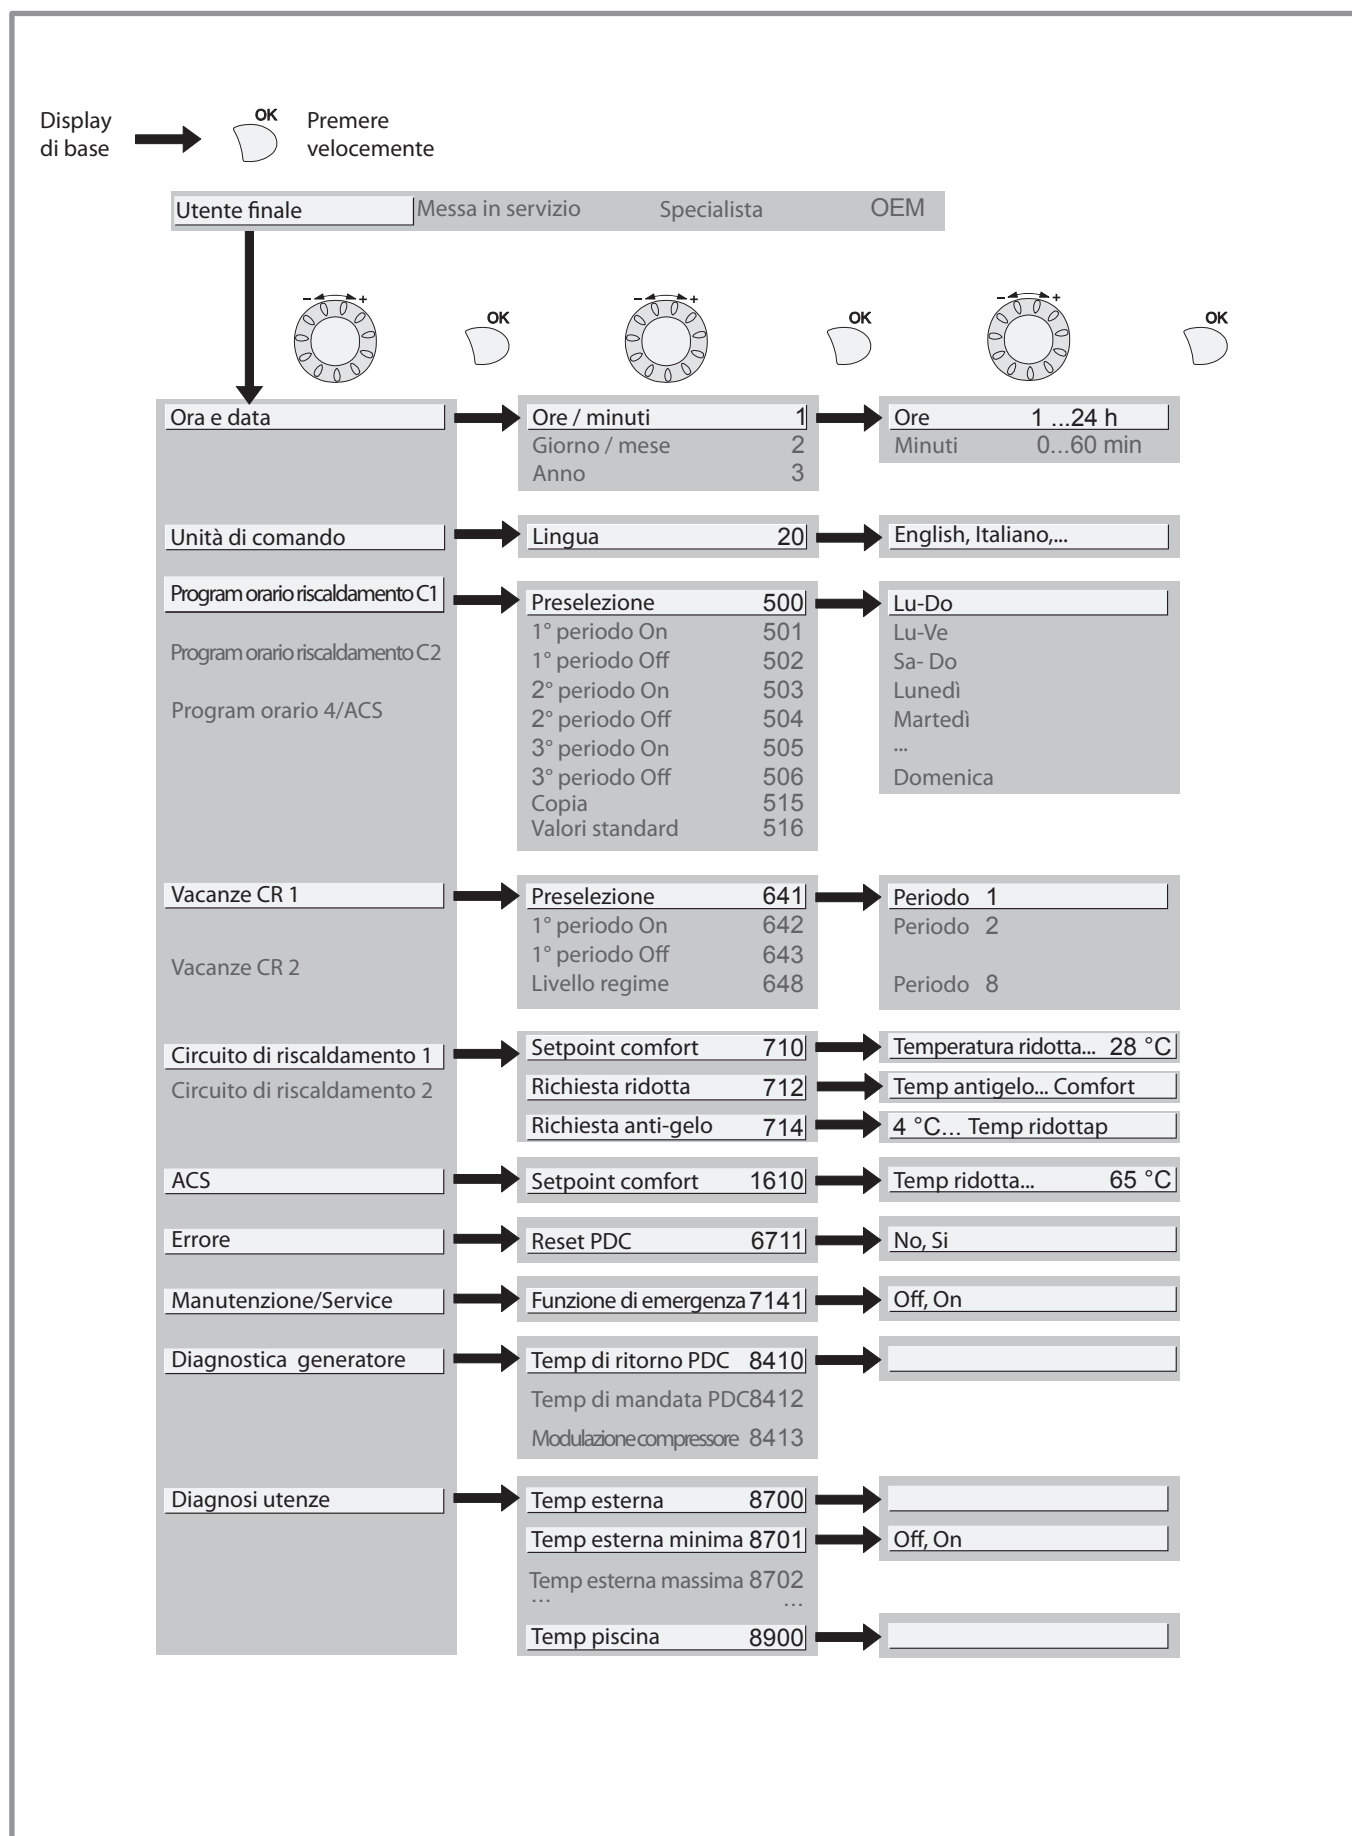 Display
di base
OK
Premere
velocemente
Utente finale Messa in servizio Specialista OEM
- + OK - + OK - + OK
Ora e data Ore / minuti 1 Ore 1 ...24 h
Giorno / mese 2 Minuti 0...60 min
Anno 3
Unità di comando Lingua 20 English, Italiano,...
Program orario riscaldamento C1 Preselezione 500 Lu-Do
1° periodo On 501 Lu-Ve
Program orario riscaldamento C2 1° periodo Off 502 Sa- Do
2° periodo On 503 Lunedì
Program orario 4/ACS 2° periodo Off 504 Martedì
3° periodo On 505 ...
3° periodo Off 506 Domenica
Copia 515
Valori standard 516
Vacanze CR 1 Preselezione 641 Periodo 1
1° periodo On 642 Periodo 2
1° periodo Off 643
Vacanze CR 2
Livello regime 648 Periodo 8
Circuito di riscaldamento 1 Setpoint comfort 710 Temperatura ridotta... 28 °C
Circuito di riscaldamento 2 Richiesta ridotta 712 Temp antigelo... Comfort
Richiesta anti-gelo 714 4 °C... Temp ridottap
ACS Setpoint comfort 1610 Temp ridotta... 65 °C
Errore Reset PDC 6711 No, Si
Manutenzione/Service Funzione di emergenza 7141 Off, On
Diagnostica generatore Temp di ritorno PDC 8410
Temp di mandata PDC8412
Modulazione compressore 8413
Diagnosi utenze Temp esterna 8700
Temp esterna minima 8701 Off, On
Temp esterna massima 8702
... ...
Temp piscina 8900